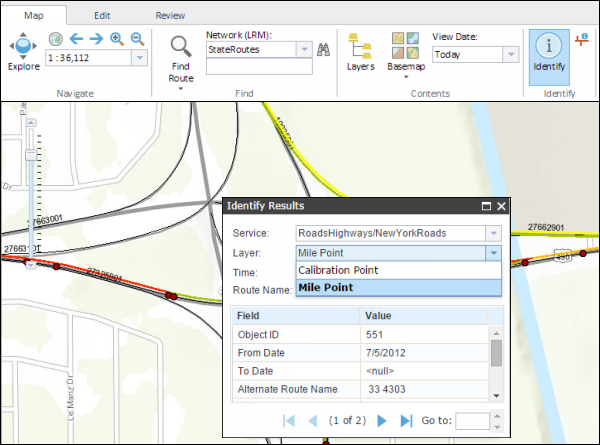 Map Edit Review
Explore
1 : 36,112
Navigate
Find Route
Network (LRM):
StateRoutes
Find
Layers
Basemap
View Date:
Today
Contents
Identify
Identify
27663001
27325001
27662901
490
Le Manz Dr
Dr
Identify Results
Service: RoadsHighways/NewYorkRoads
Layer: Mile Point
Time: Calibration Point
Route Name: Mile Point
Field Value
Object ID 551
From Date 7/5/2012
To Date <null>
Alternate Route Name 33 4303
(1 of 2) Go to: